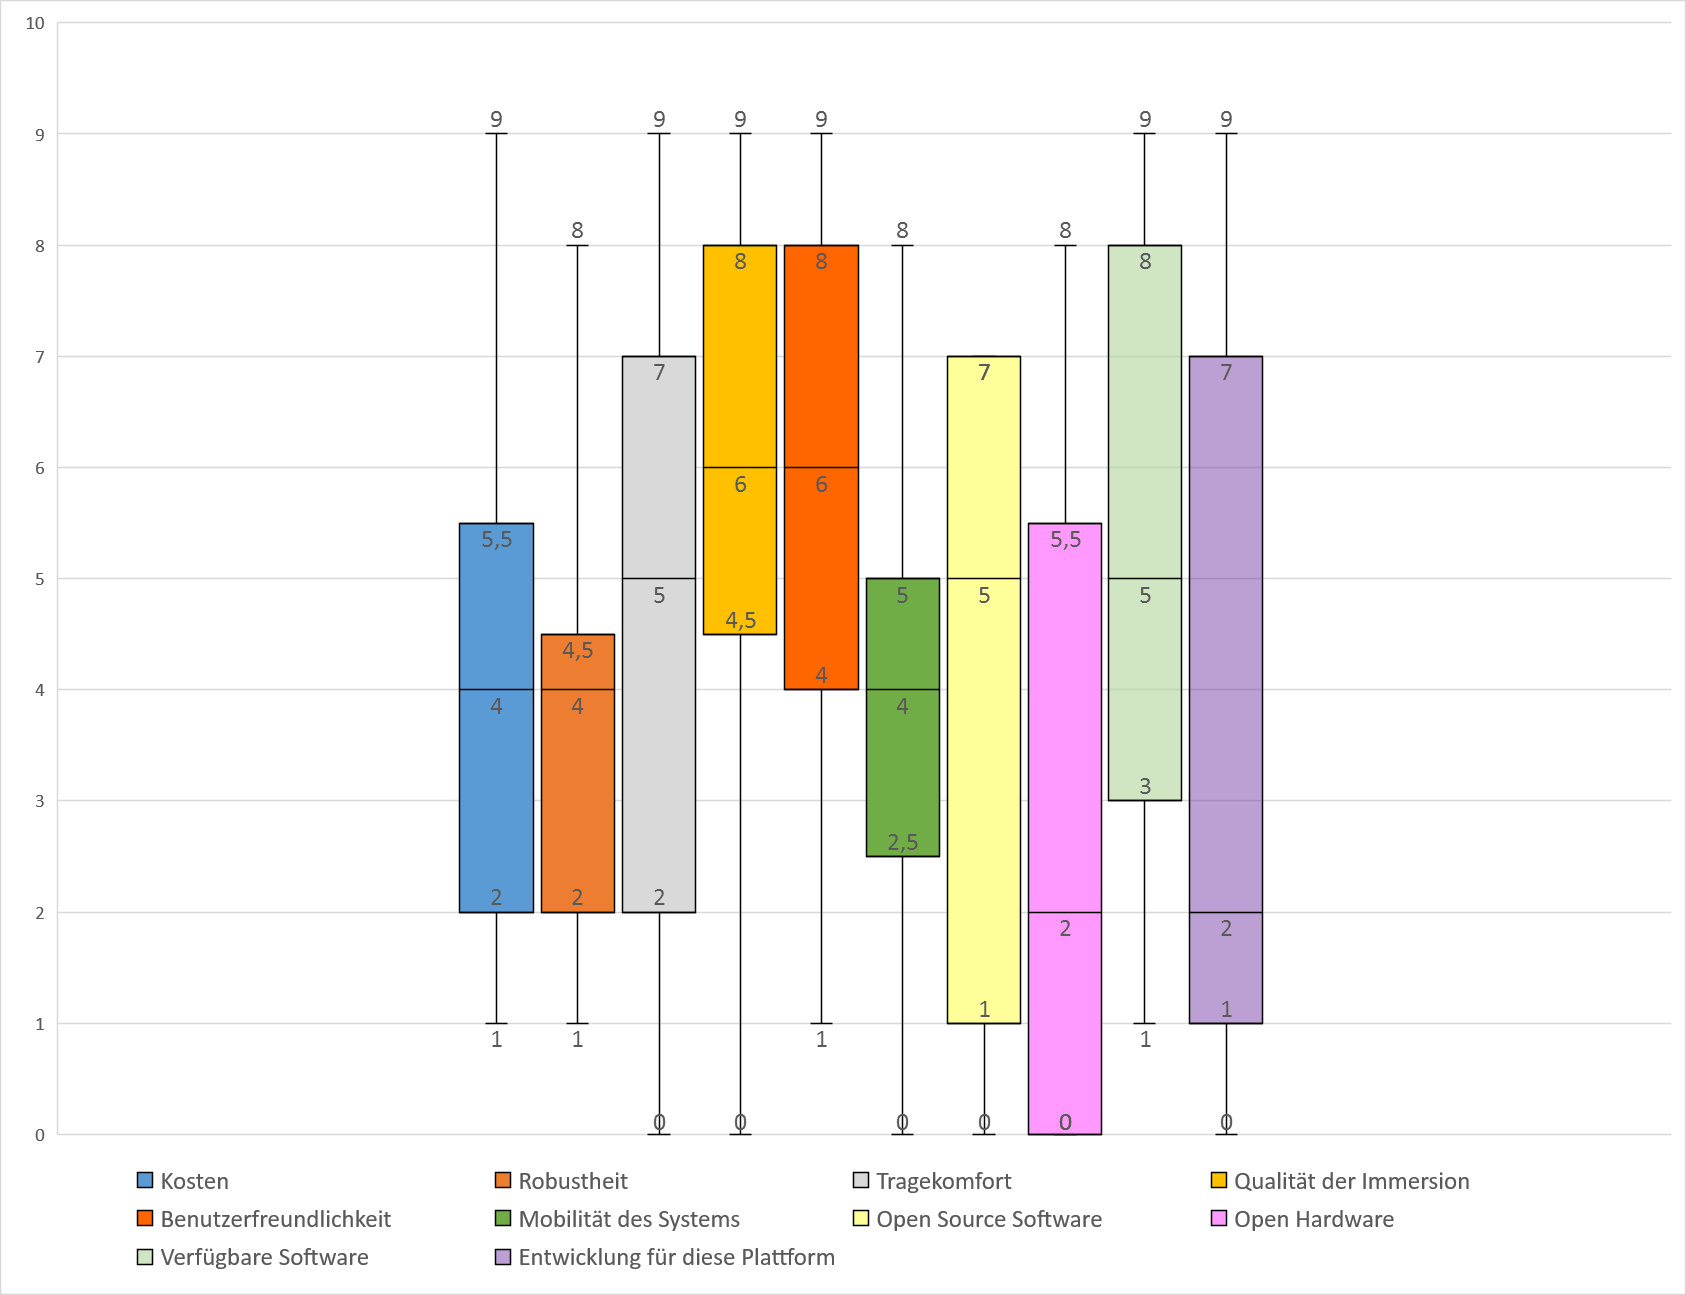 10
9 9 9 9 9 9
9
8 8 8
8
8 8 8
7
7 7 7
6
6 6
5,5 5,5
5
5 5 5 5
4,5 4,5
4
4 4 4 4
3
3
2,5
2
2 2 2 2 2
1
1 1
1 1 1 1
0 0 0 0 0 0
0
Kosten Robustheit Tragekomfort Qualität der Immersion
Benutzerfreundlichkeit Mobilität des Systems Open Source Software Open Hardware
Verfügbare Software Entwicklung für diese Plattform